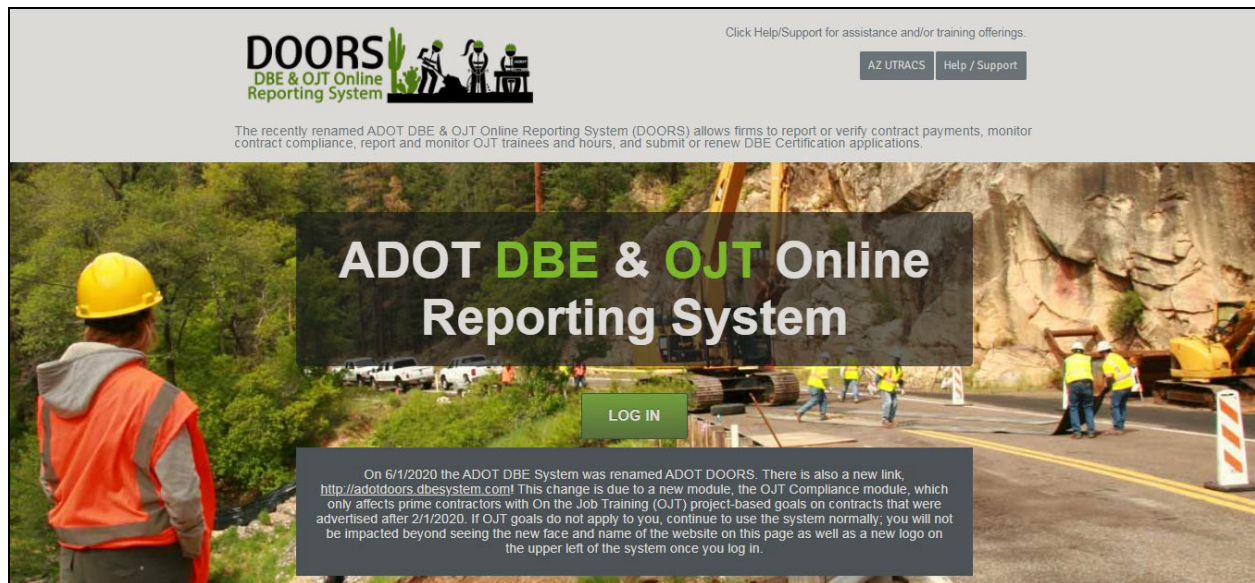 DOORS
DBE & OJT Online
Reporting System
ADOT
Click Help/Support for assistance and/or training offerings.
AZ UTRACS
Help / Support
The recently renamed ADOT DBE & OJT Online Reporting System (DOORS) allows firms to report or verify contract payments, monitor
contract compliance, report and monitor OJT trainees and hours, and submit or renew DBE Certification applications.
ADOT DBE & OJT Online
Reporting System
LOG IN
On 6/1/2020 the ADOT DBE System was renamed ADOT DOORS. There is also a new link,
http://adotdoors.dbesystem.com! This change is due to a new module, the OJT Compliance module, which
only affects prime contractors with On the Job Training (OJT) project-based goals on contracts that were
advertised after 2/1/2020. If OJT goals do not apply to you, continue to use the system normally; you will not
be impacted beyond seeing the new face and name of the website on this page as well as a new logo on
the upper left of the system once you log in.